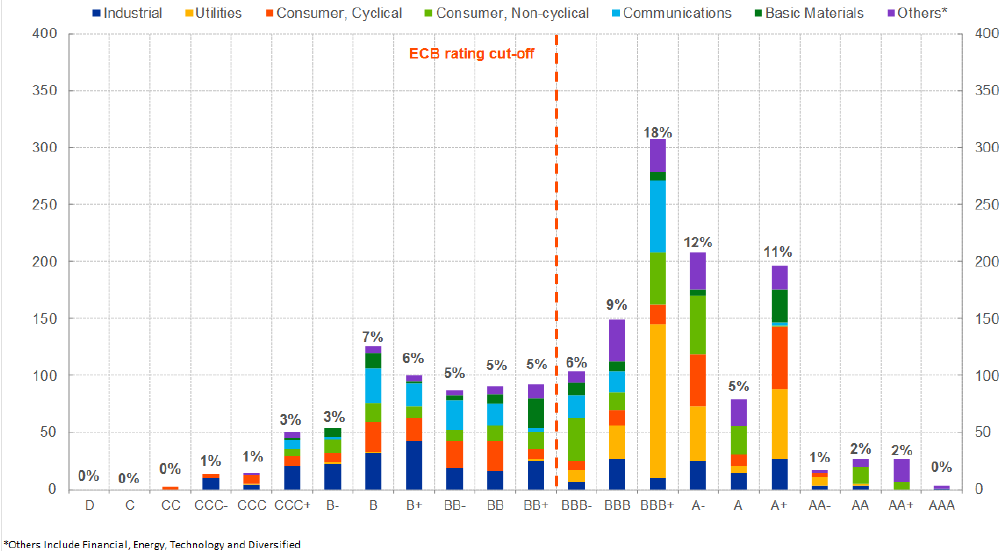 Industrial Utilities Consumer, Cyclical Consumer, Non-cyclical Communications Basic Materials Others*
400 400
ECB rating cut-off
350 350
300 18% 300
250 250
12%
200 11% 200
150 9% 150
7%
100 6% 5% 5% 5% 6% 5% 100
50 3% 3% 50
0% 0% 0% 1% 1% 1% 2% 2% 0%
0 0
D C CC CCC- CCC CCC+ B- B B+ BB- BB BB+ BBB- BBB BBB+ A- A A+ AA- AA AA+ AAA
*Others Include Financial, Energy, Technology and Diversified